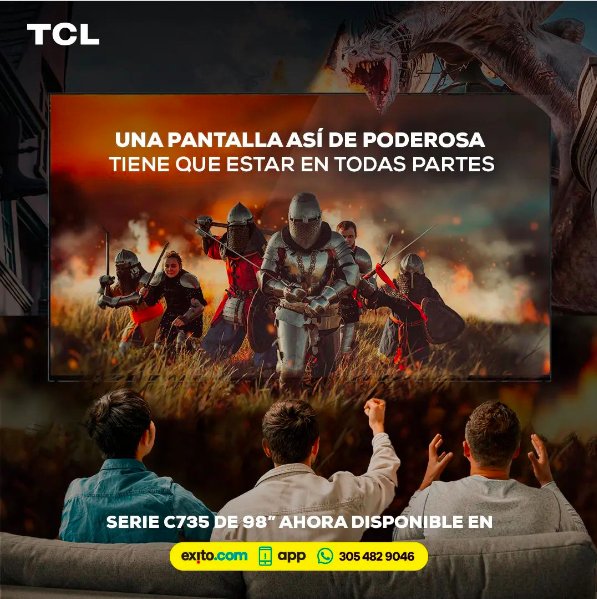 TCL
UNA PANTALLA ASÍ DE PODEROSA
TIENE QUE ESTAR EN TODAS PARTES
SERIE C735 DE 98” AHORA DISPONIBLE EN
exito.com app 305 482 9046